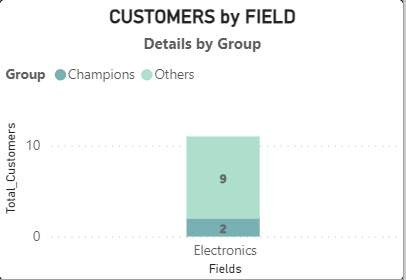 CUSTOMERS by FIELD
Details by Group
Group Champions Others
Total_Customers
10
9
2
0
Electronics
Fields